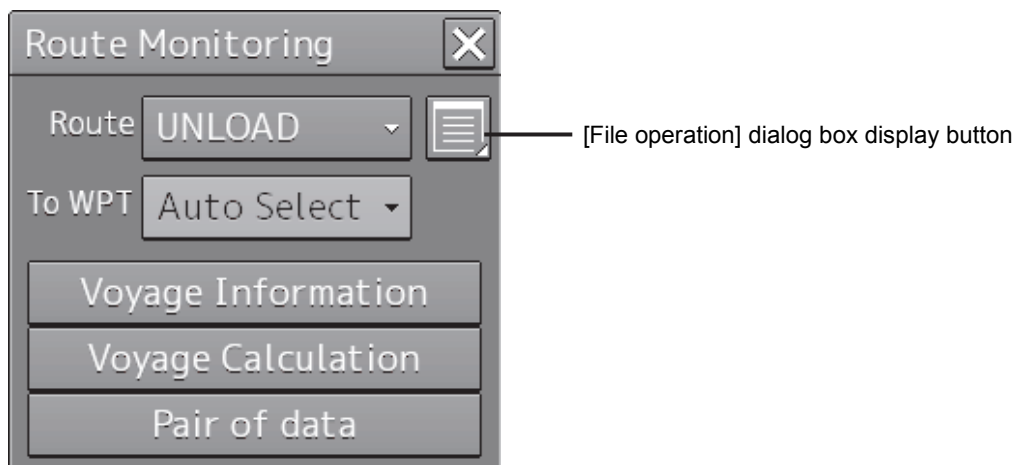 Route Monitoring
Route UNLOAD
[File operation] dialog box display button
To WPT Auto Select
Voyage Information
Voyage Calculation
Pair of data